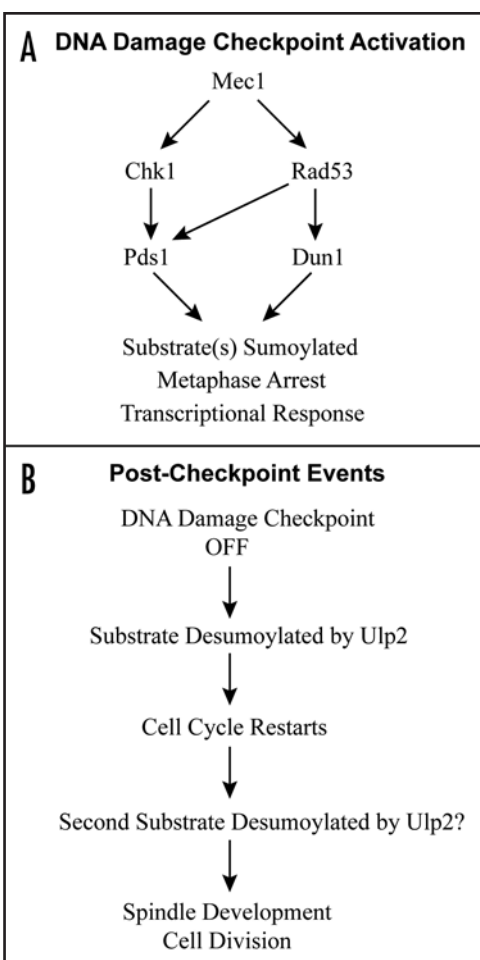 A DNA Damage Checkpoint Activation
Mec1
Chk1 Rad53
Pds1 Dun1
Substrate(s) Sumoylated
Metaphase Arrest
Transcriptional Response
B Post-Checkpoint Events
DNA Damage Checkpoint
OFF
Substrate Desumoylated by Ulp2
Cell Cycle Restarts
Second Substrate Desumoylated by Ulp2?
Spindle Development
Cell Division